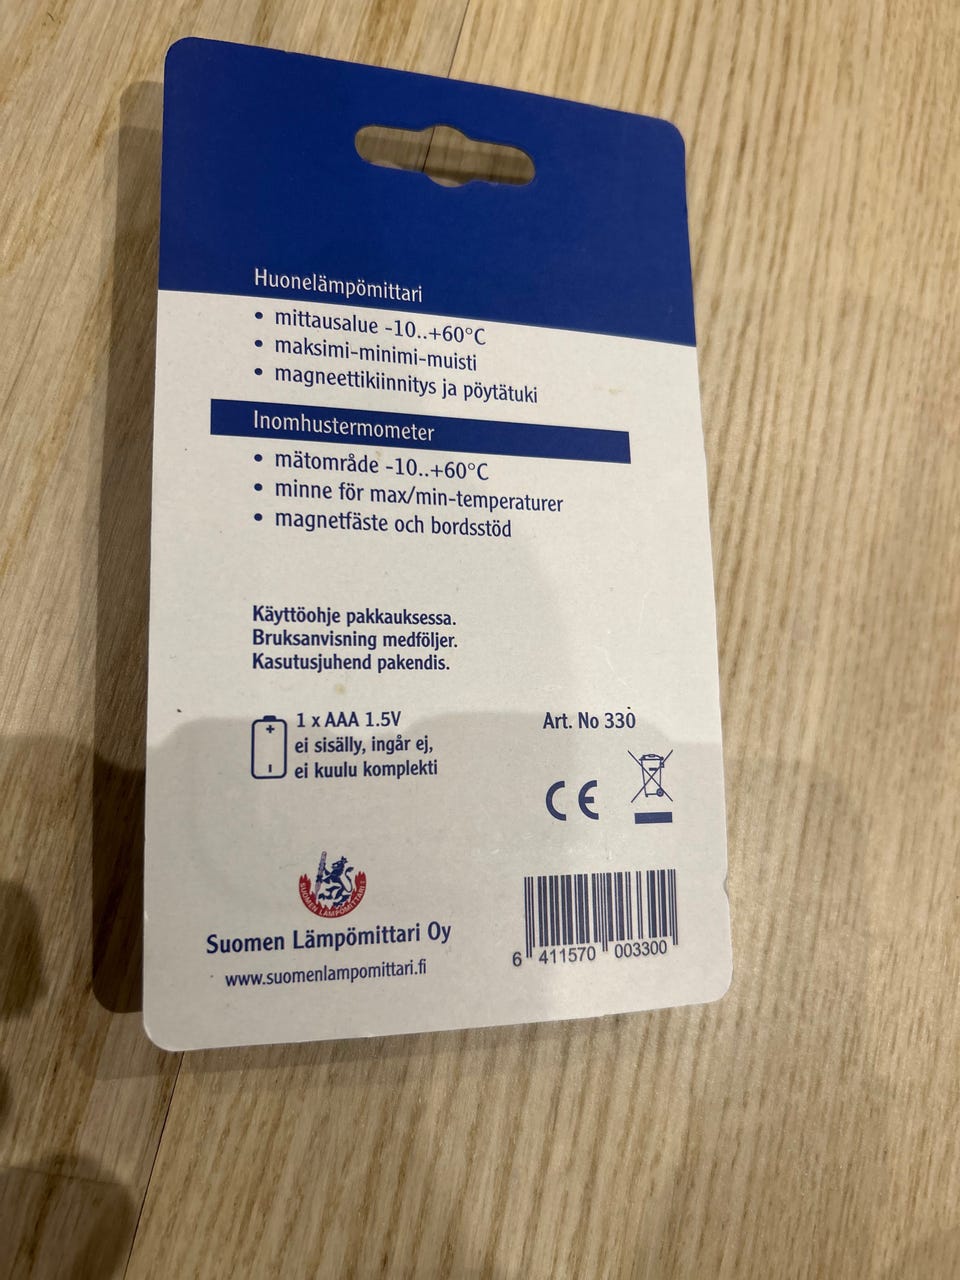 Huonelämpömittari
• mittausalue -10..+60°C
• maksimi-minimi-muisti
• magneettikiinnitys ja pöytätuki
Inomhustermometer
• mätområde -10..+60°C
• minne för max/min-temperaturer
• magnetfäste och bordsstöd
Käyttöohje pakkauksessa.
Bruksanvisning medföljer.
Kasutusjuhend pakendis.
1 x AAA 1.5V
ei sisälly, ingår ej,
ei kuulu komplekti
Art. No 330
CE
SUOMEN LÄMPÖMITTARI
Suomen Lämpömittari Oy
www.suomenlampomittari.fi
6 411570 003300